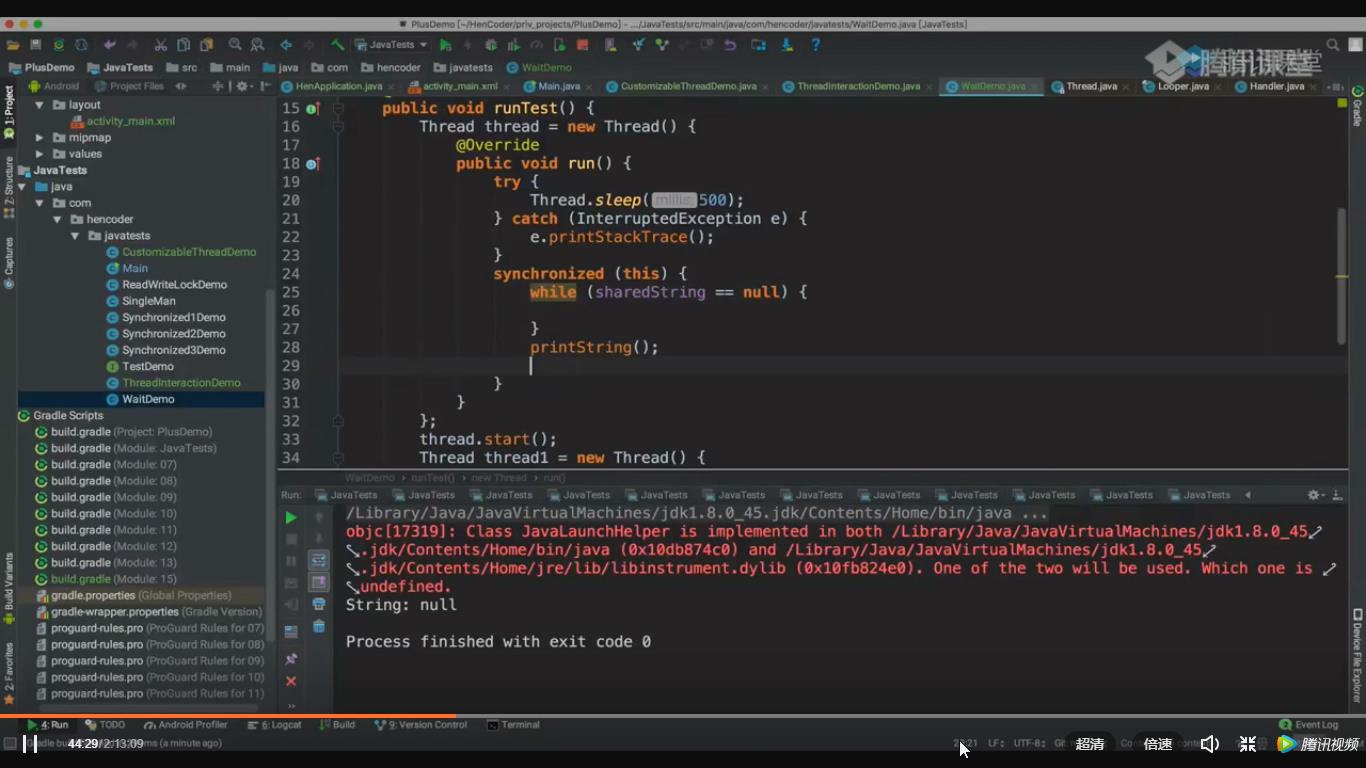 PlusDemo [~/HenCoder/priv_projects/PlusDemo] - .../JavaTests/src/main/java/com/hencoder/javatests/WaitDemo.java [JavaTests]
JavaTests
PlusDemo JavaTests src main java com hencoder javatests WaitDemo
腾讯课堂
Android Project Files
HenApplication.java activity_main.xml Main.java CustomizableThreadDemo.java ThreadInteractionDemo.java WaitDemo.java Thread.java Looper.java Handler.java
1: Project
Z: Structure
Captures
Build Variants
2: Favorites
Gradle
Device File Explorer
layout
activity_main.xml
mipmap
values
JavaTests
java
com
hencoder
javatests
CustomizableThreadDemo
Main
ReadWriteLockDemo
SingleMan
Synchronized1Demo
Synchronized2Demo
Synchronized3Demo
TestDemo
ThreadInteractionDemo
WaitDemo
Gradle Scripts
build.gradle (Project: PlusDemo)
build.gradle (Module: JavaTests)
build.gradle (Module: 07)
build.gradle (Module: 08)
build.gradle (Module: 09)
build.gradle (Module: 10)
build.gradle (Module: 11)
build.gradle (Module: 12)
build.gradle (Module: 13)
build.gradle (Module: 15)
gradle.properties (Global Properties)
gradle-wrapper.properties (Gradle Version)
proguard-rules.pro (ProGuard Rules for 07)
proguard-rules.pro (ProGuard Rules for 08)
proguard-rules.pro (ProGuard Rules for 09)
proguard-rules.pro (ProGuard Rules for 10)
proguard-rules.pro (ProGuard Rules for 11)
15 public void runTest() {
16 Thread thread = new Thread() {
17 @Override
18 public void run() {
19 try {
20 Thread.sleep( millis: 500);
21 } catch (InterruptedException e) {
22 e.printStackTrace();
23 }
24 synchronized (this) {
25 while (sharedString == null) {
26
27 }
28 printString();
29
30 }
31 }
32 };
33 thread.start();
34 Thread thread1 = new Thread() {
WaitDemo › runTest() › new Thread › run()
Run: JavaTests JavaTests JavaTests JavaTests JavaTests JavaTests JavaTests JavaTests JavaTests JavaTests JavaTests JavaTests
/Library/Java/JavaVirtualMachines/jdk1.8.0_45.jdk/Contents/Home/bin/java ...
objc[17319]: Class JavaLaunchHelper is implemented in both /Library/Java/JavaVirtualMachines/jdk1.8.0_45
.jdk/Contents/Home/bin/java (0x10db874c0) and /Library/Java/JavaVirtualMachines/jdk1.8.0_45
.jdk/Contents/Home/jre/lib/libinstrument.dylib (0x10fb824e0). One of the two will be used. Which one is
undefined.
String: null
Process finished with exit code 0
4: Run TODO Android Profiler 6: Logcat Build 9: Version Control Terminal Event Log
44:29/2:13:09 (a minute ago) LF: UTF-8: 超清 倍速 腾讯视频